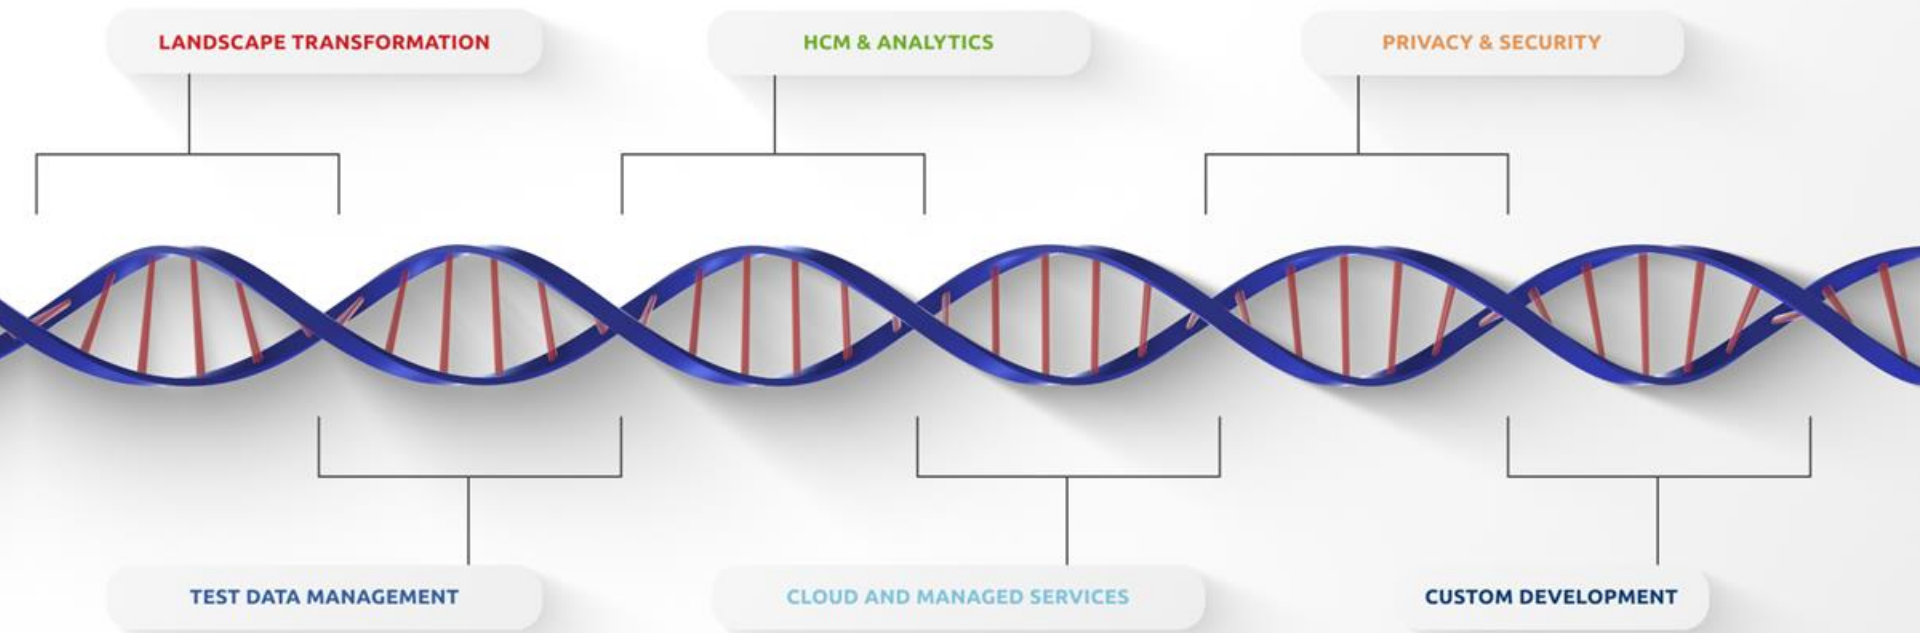 LANDSCAPE TRANSFORMATION
HCM & ANALYTICS
PRIVACY & SECURITY
TEST DATA MANAGEMENT
CLOUD AND MANAGED SERVICES
CUSTOM DEVELOPMENT